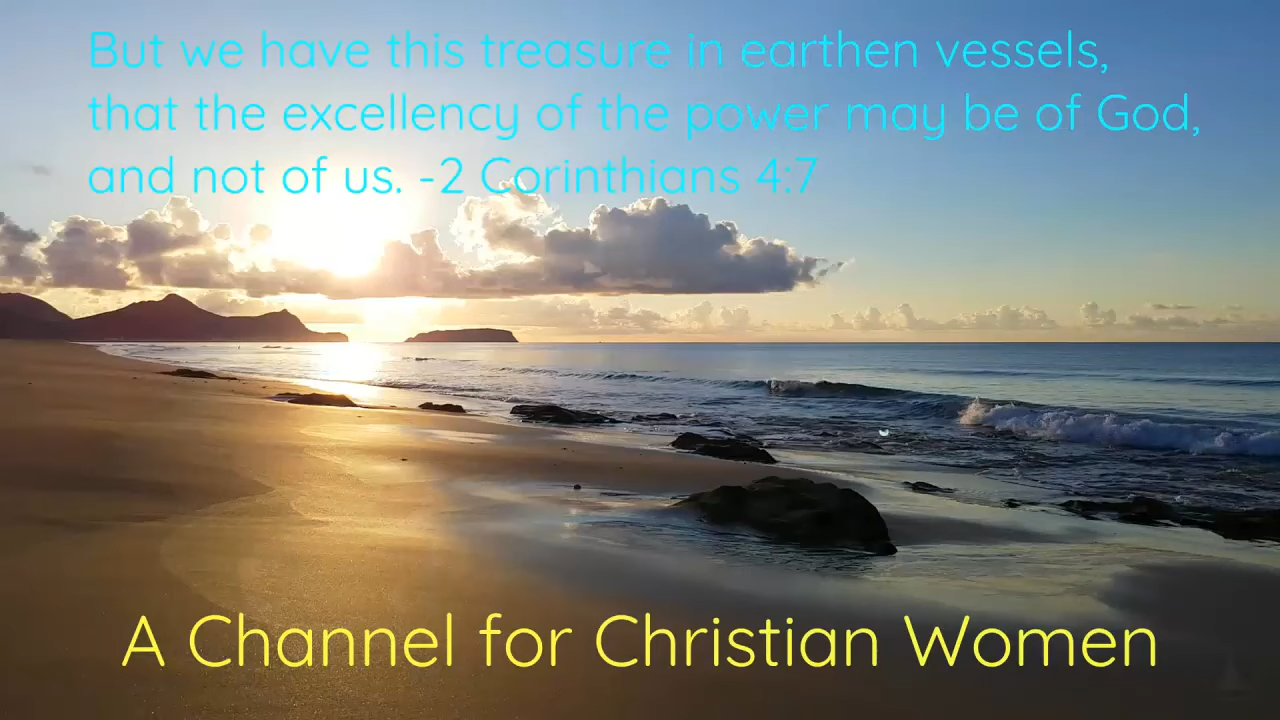 But we have this treasure in earthen vessels,
that the excellency of the power may be of God,
and not of us. -2 Corinthians 4:7
A Channel for Christian Women